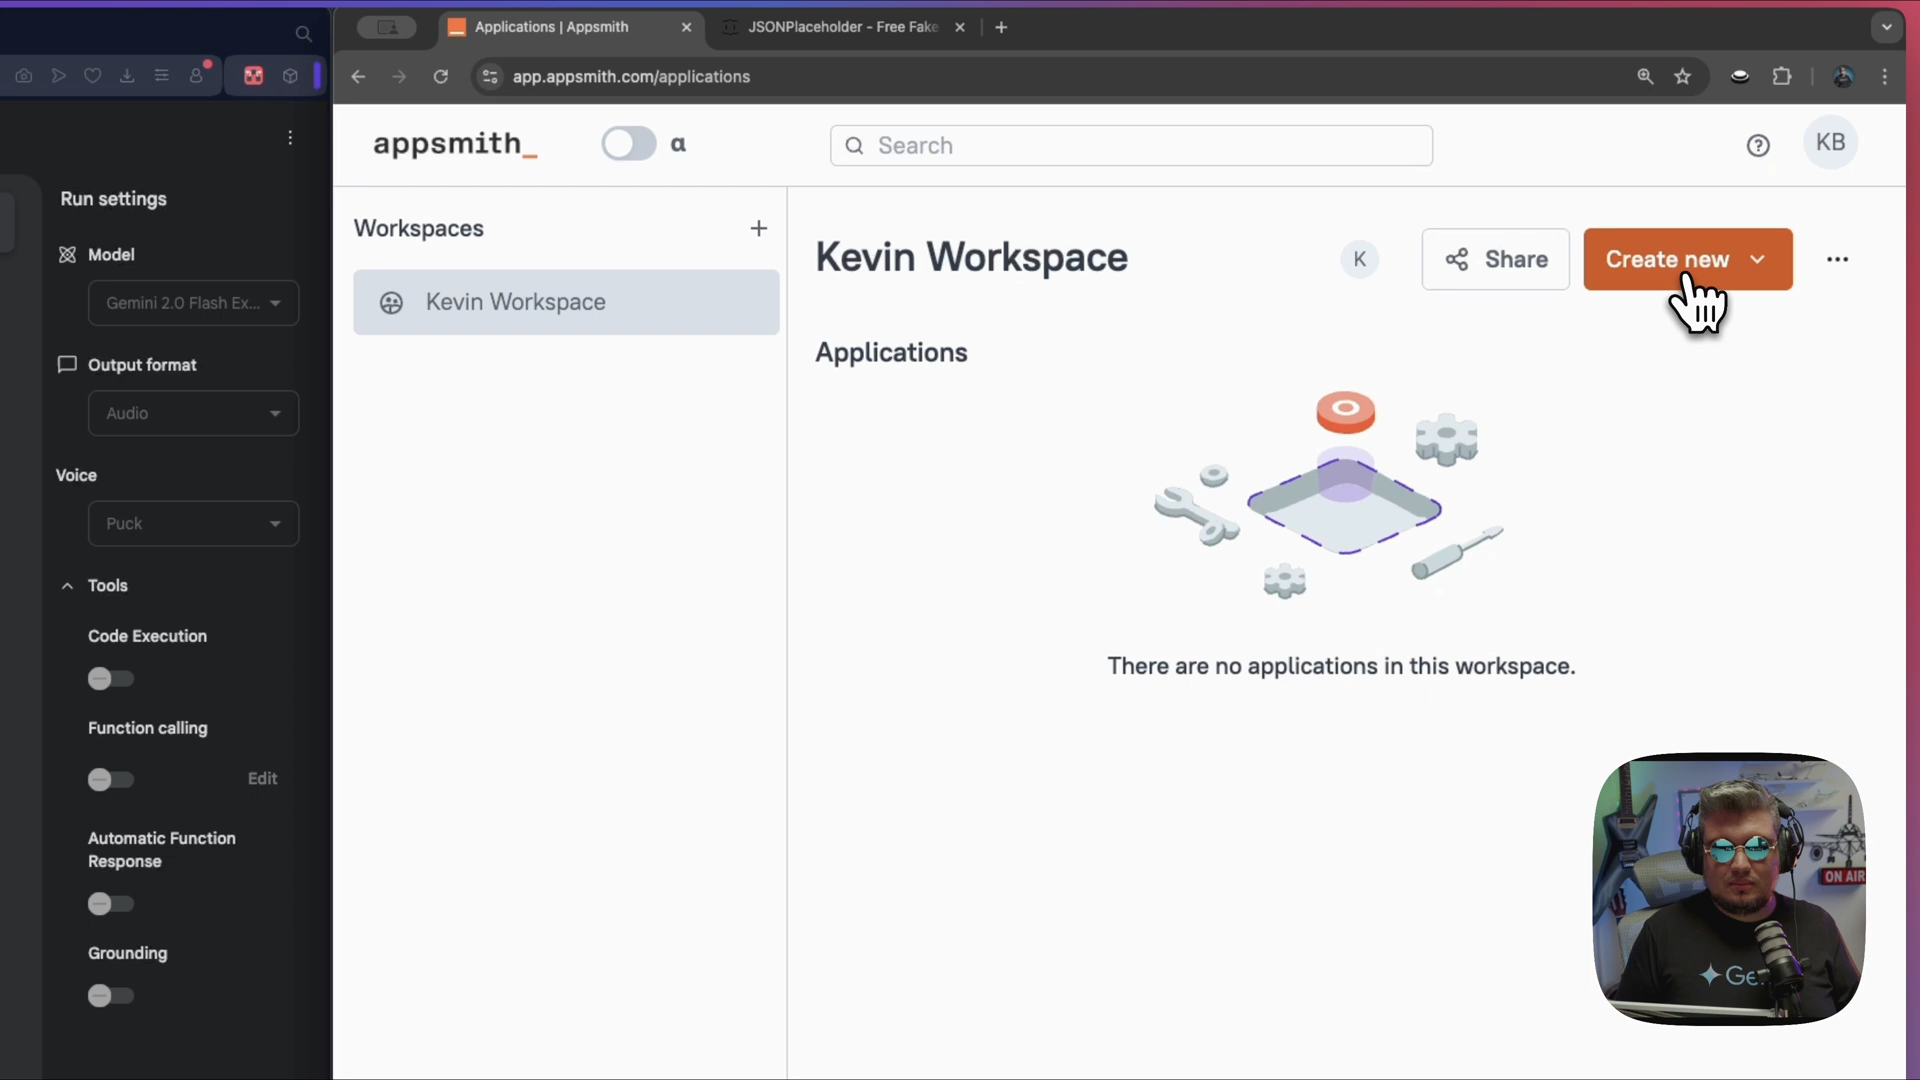 Applications | Appsmith
JSONPlaceholder - Free Fake
app.appsmith.com/applications
appsmith_
α
Search
KB
Run settings
Model
Gemini 2.0 Flash Ex...
Output format
Audio
Voice
Puck
Tools
Code Execution
Function calling
Edit
Automatic Function
Response
Grounding
Workspaces
Kevin Workspace
Kevin Workspace
K
Share
Create new
Applications
There are no applications in this workspace.
ON AIR
Ge